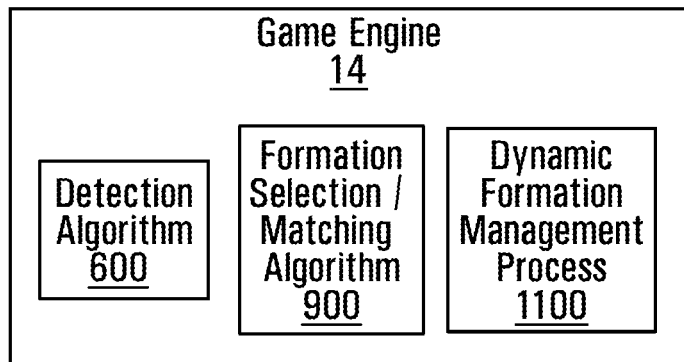 Game Engine
14
Detection
Algorithm
600
Formation
Selection /
Matching
Algorithm
900
Dynamic
Formation
Management
Process
1100